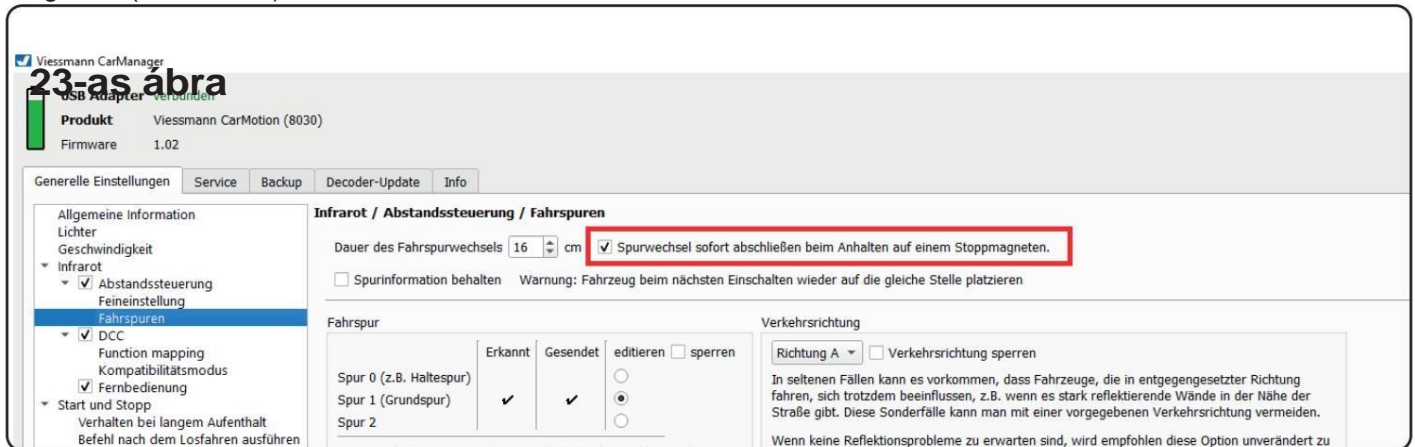 Viessmann CarManager
23-as ábra
USB Adapter verbunden
Produkt Viessmann CarMotion (8030)
Firmware 1.02
Generelle Einstellungen Service Backup Decoder-Update Info
Allgemeine Information
Lichter
Geschwindigkeit
Infrarot
Abstandssteuerung
Feineinstellung
Fahrspuren
DCC
Function mapping
Kompatibilitätsmodus
Fernbedienung
Start und Stopp
Verhalten bei langem Aufenthalt
Befehl nach dem Losfahren ausführen
Infrarot / Abstandssteuerung / Fahrspuren
Dauer des Fahrspurwechsels 16 cm Spurwechsel sofort abschließen beim Anhalten auf einem Stoppmagneten.
Spurinformation behalten Warnung: Fahrzeug beim nächsten Einschalten wieder auf die gleiche Stelle platzieren
Fahrspur
Erkannt Gesendet editieren sperren
Spur 0 (z.B. Haltespur)
Spur 1 (Grundspur) ✔ ✔
Spur 2
Verkehrsrichtung
Richtung A Verkehrsrichtung sperren
In seltenen Fällen kann es vorkommen, dass Fahrzeuge, die in entgegengesetzter Richtung
fahren, sich trotzdem beeinflussen, z.B. wenn es stark reflektierende Wände in der Nähe der
Straße gibt. Diese Sonderfälle kann man mit einer vorgegebenen Verkehrsrichtung vermeiden.
Wenn keine Reflektionsprobleme zu erwarten sind, wird empfohlen diese Option unverändert zu